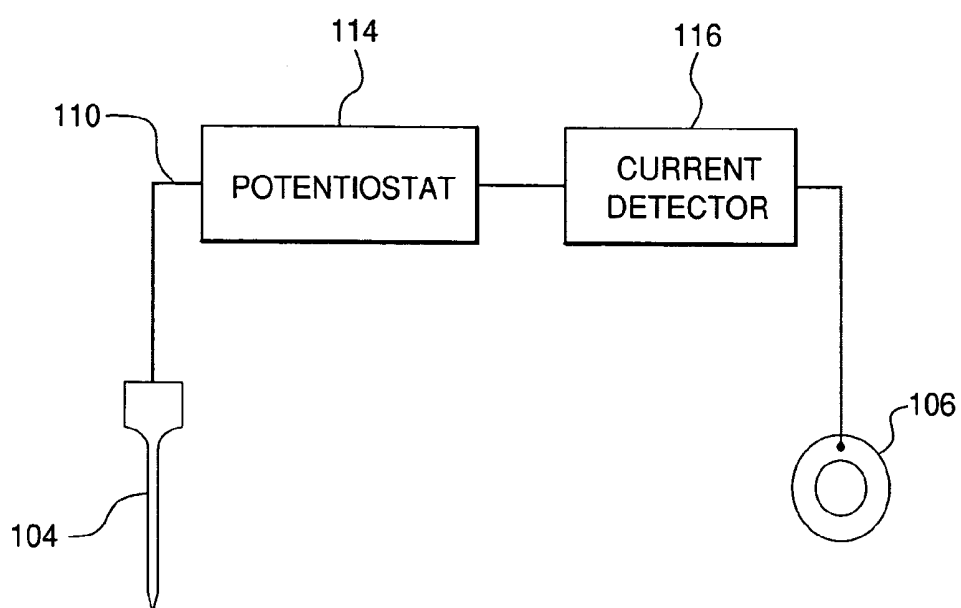 114
116
110
POTENTIOSTAT
CURRENT
DETECTOR
106
104